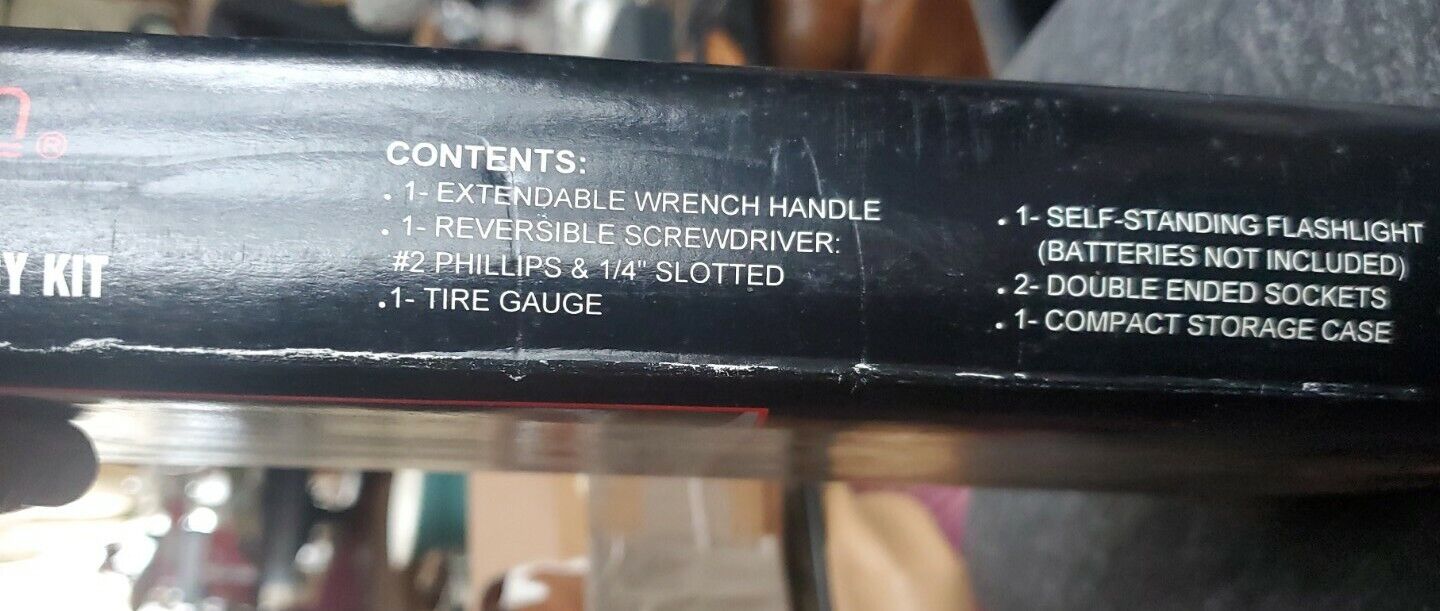 ®
Y KIT
CONTENTS:
. 1- EXTENDABLE WRENCH HANDLE
. 1- REVERSIBLE SCREWDRIVER:
#2 PHILLIPS & 1/4" SLOTTED
. 1- TIRE GAUGE
. 1- SELF-STANDING FLASHLIGHT
(BATTERIES NOT INCLUDED)
. 2- DOUBLE ENDED SOCKETS
. 1- COMPACT STORAGE CASE